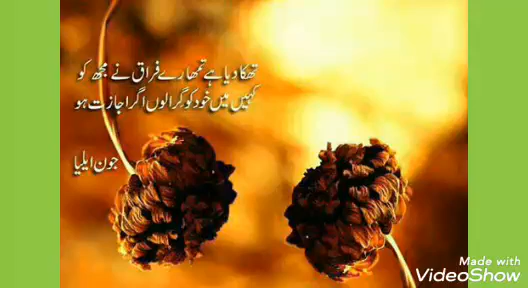 تھکا دیا ہے تمھارے فراق نے مجھ کو
کہیں میں خود کو گرا لوں اگر اجازت ہو
جون ایلیا
Made with
VideoShow